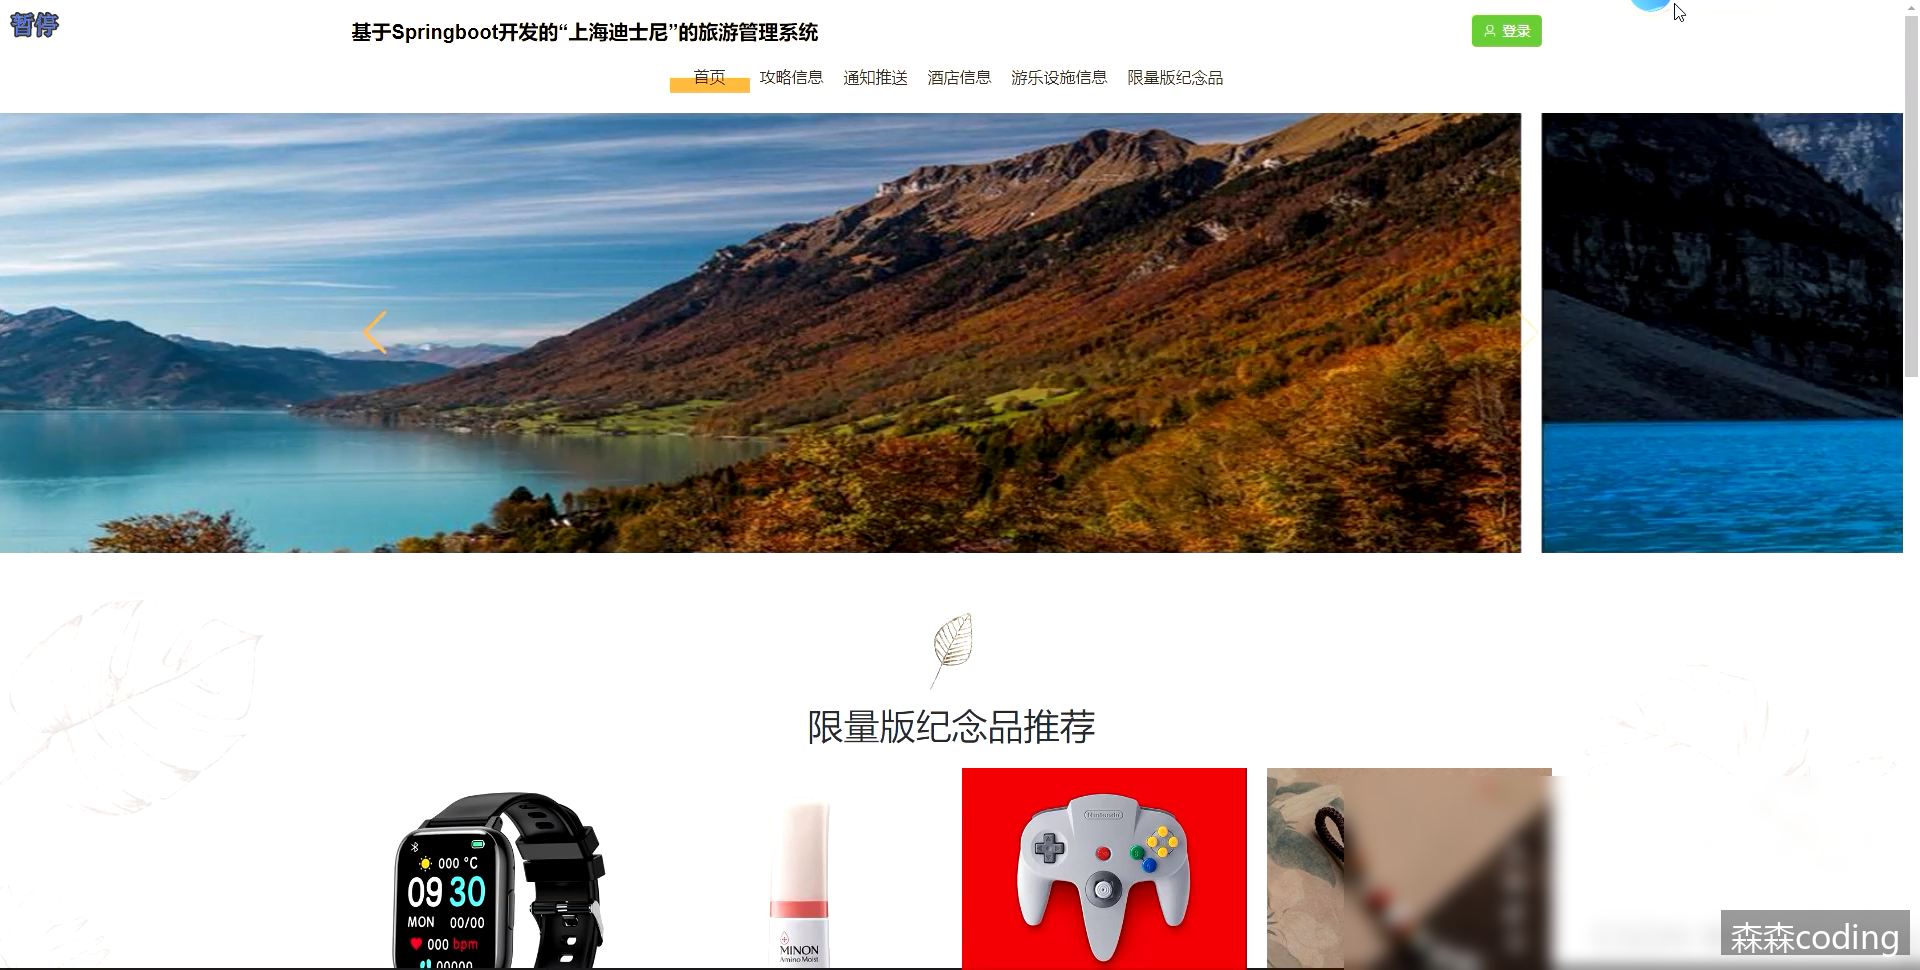 暂停
基于Springboot开发的“上海迪士尼”的旅游管理系统
登录
首页 攻略信息 通知推送 酒店信息 游乐设施信息 限量版纪念品
限量版纪念品推荐
000 °C
09 30
MON 00/00
000 bpm
00000
MINON
Amino Moist
Nintendo
森森coding